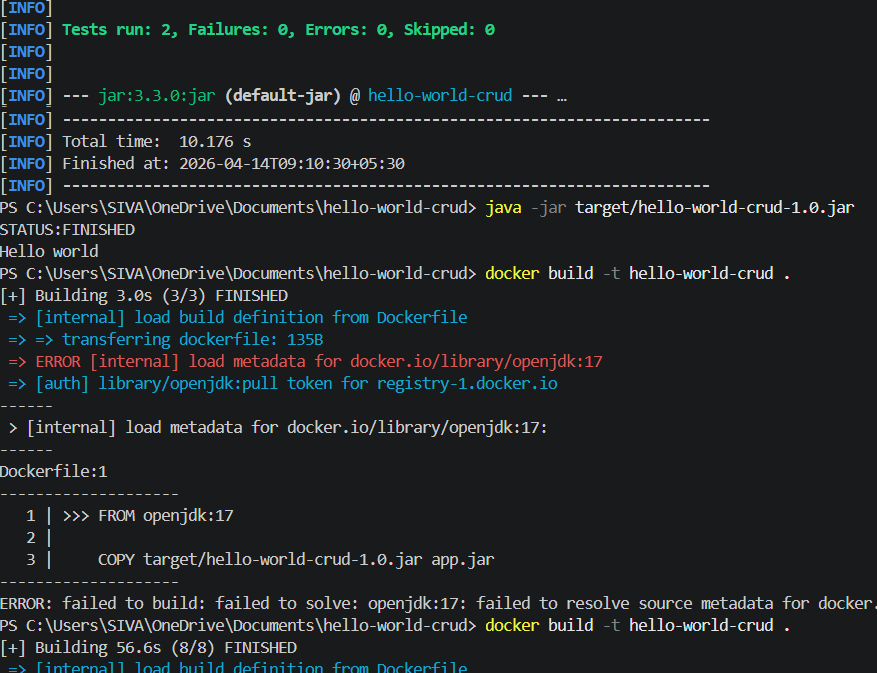 [INFO]
[INFO] Tests run: 2, Failures: 0, Errors: 0, Skipped: 0
[INFO]
[INFO]
[INFO] --- jar:3.3.0:jar (default-jar) @ hello-world-crud --- …
[INFO] ------------------------------------------------------------------------
[INFO] Total time:  10.176 s
[INFO] Finished at: 2026-04-14T09:10:30+05:30
[INFO] ------------------------------------------------------------------------
PS C:\Users\SIVA\OneDrive\Documents\hello-world-crud> java -jar target/hello-world-crud-1.0.jar
STATUS:FINISHED
Hello world
PS C:\Users\SIVA\OneDrive\Documents\hello-world-crud> docker build -t hello-world-crud .
[+] Building 3.0s (3/3) FINISHED
 => [internal] load build definition from Dockerfile
 => => transferring dockerfile: 135B
 => ERROR [internal] load metadata for docker.io/library/openjdk:17
 => [auth] library/openjdk:pull token for registry-1.docker.io
------
 > [internal] load metadata for docker.io/library/openjdk:17:
------
Dockerfile:1
--------------------
   1 | >>> FROM openjdk:17
   2 |
   3 |     COPY target/hello-world-crud-1.0.jar app.jar
--------------------
ERROR: failed to build: failed to solve: openjdk:17: failed to resolve source metadata for docker.
PS C:\Users\SIVA\OneDrive\Documents\hello-world-crud> docker build -t hello-world-crud .
[+] Building 56.6s (8/8) FINISHED
 => [internal] load build definition from Dockerfile